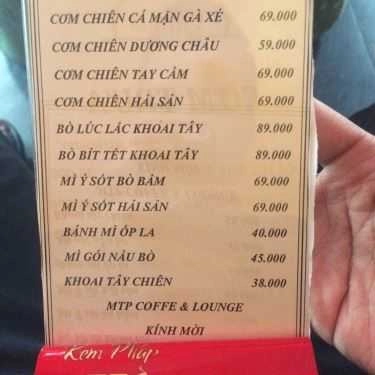 CƠM CHIÊN CÁ MẶN GÀ XÉ 69.000
CƠM CHIÊN DƯƠNG CHÂU 59.000
CƠM CHIÊN TAY CẦM 69.000
CƠM CHIÊN HẢI SẢN 69.000
BÒ LÚC LẮC KHOAI TÂY 89.000
BÒ BÍT TẾT KHOAI TÂY 89.000
MÌ Ý SỐT BÒ BẰM 69.000
MÌ Ý SỐT HẢI SẢN 69.000
BÁNH MÌ ỐP LA 40.000
MÌ GÓI NẤU BÒ 45.000
KHOAI TÂY CHIÊN 38.000
MTP COFFE & LOUNGE
KÍNH MỜI
Kem Pháp